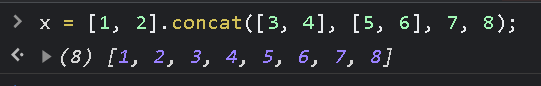 > x = [1, 2].concat([3, 4], [5, 6], 7, 8);
(8) [1, 2, 3, 4, 5, 6, 7, 8]